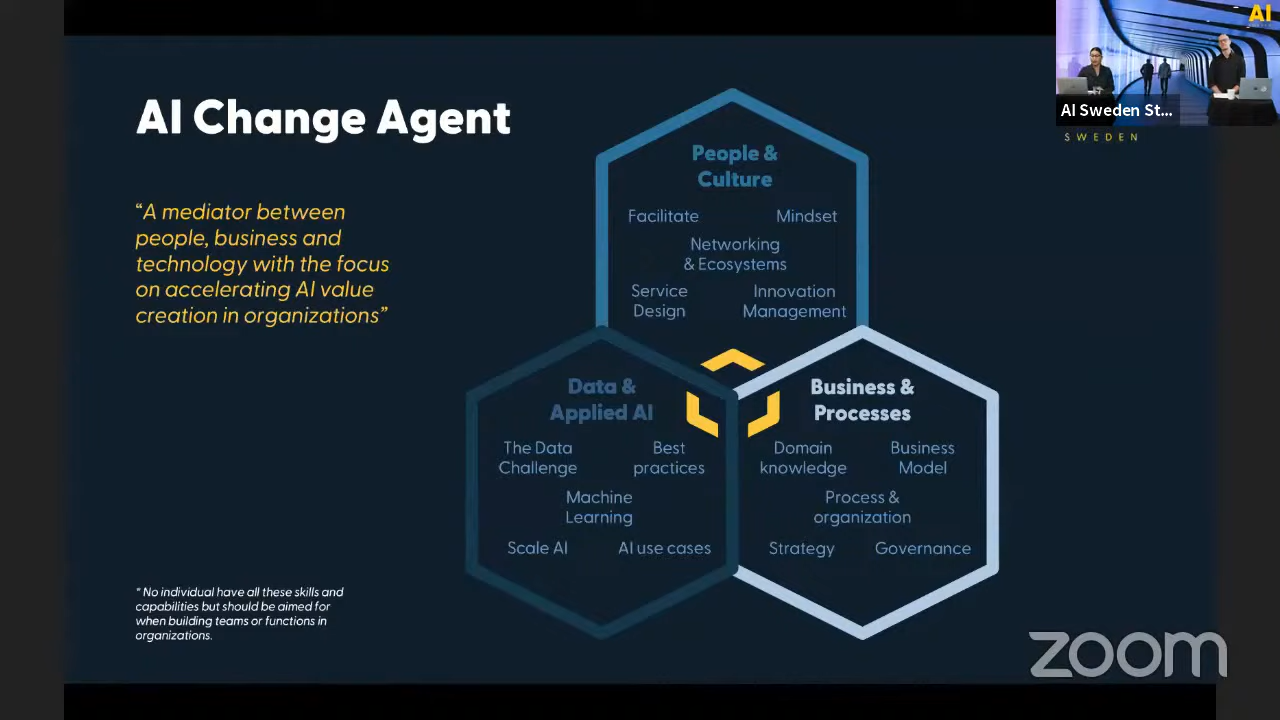 AI
AI Sweden St...
SWEDEN
AI Change Agent
“A mediator between
people, business and
technology with the focus
on accelerating AI value
creation in organizations”
People &
Culture
Facilitate Mindset
Networking
& Ecosystems
Service Innovation
Design Management
Data &
Applied AI
The Data Best
Challenge practices
Machine
Learning
Scale AI AI use cases
Business &
Processes
Domain Business
knowledge Model
Process &
organization
Strategy Governance
* No individual have all these skills and
capabilities but should be aimed for
when building teams or functions in
organizations.
zoom